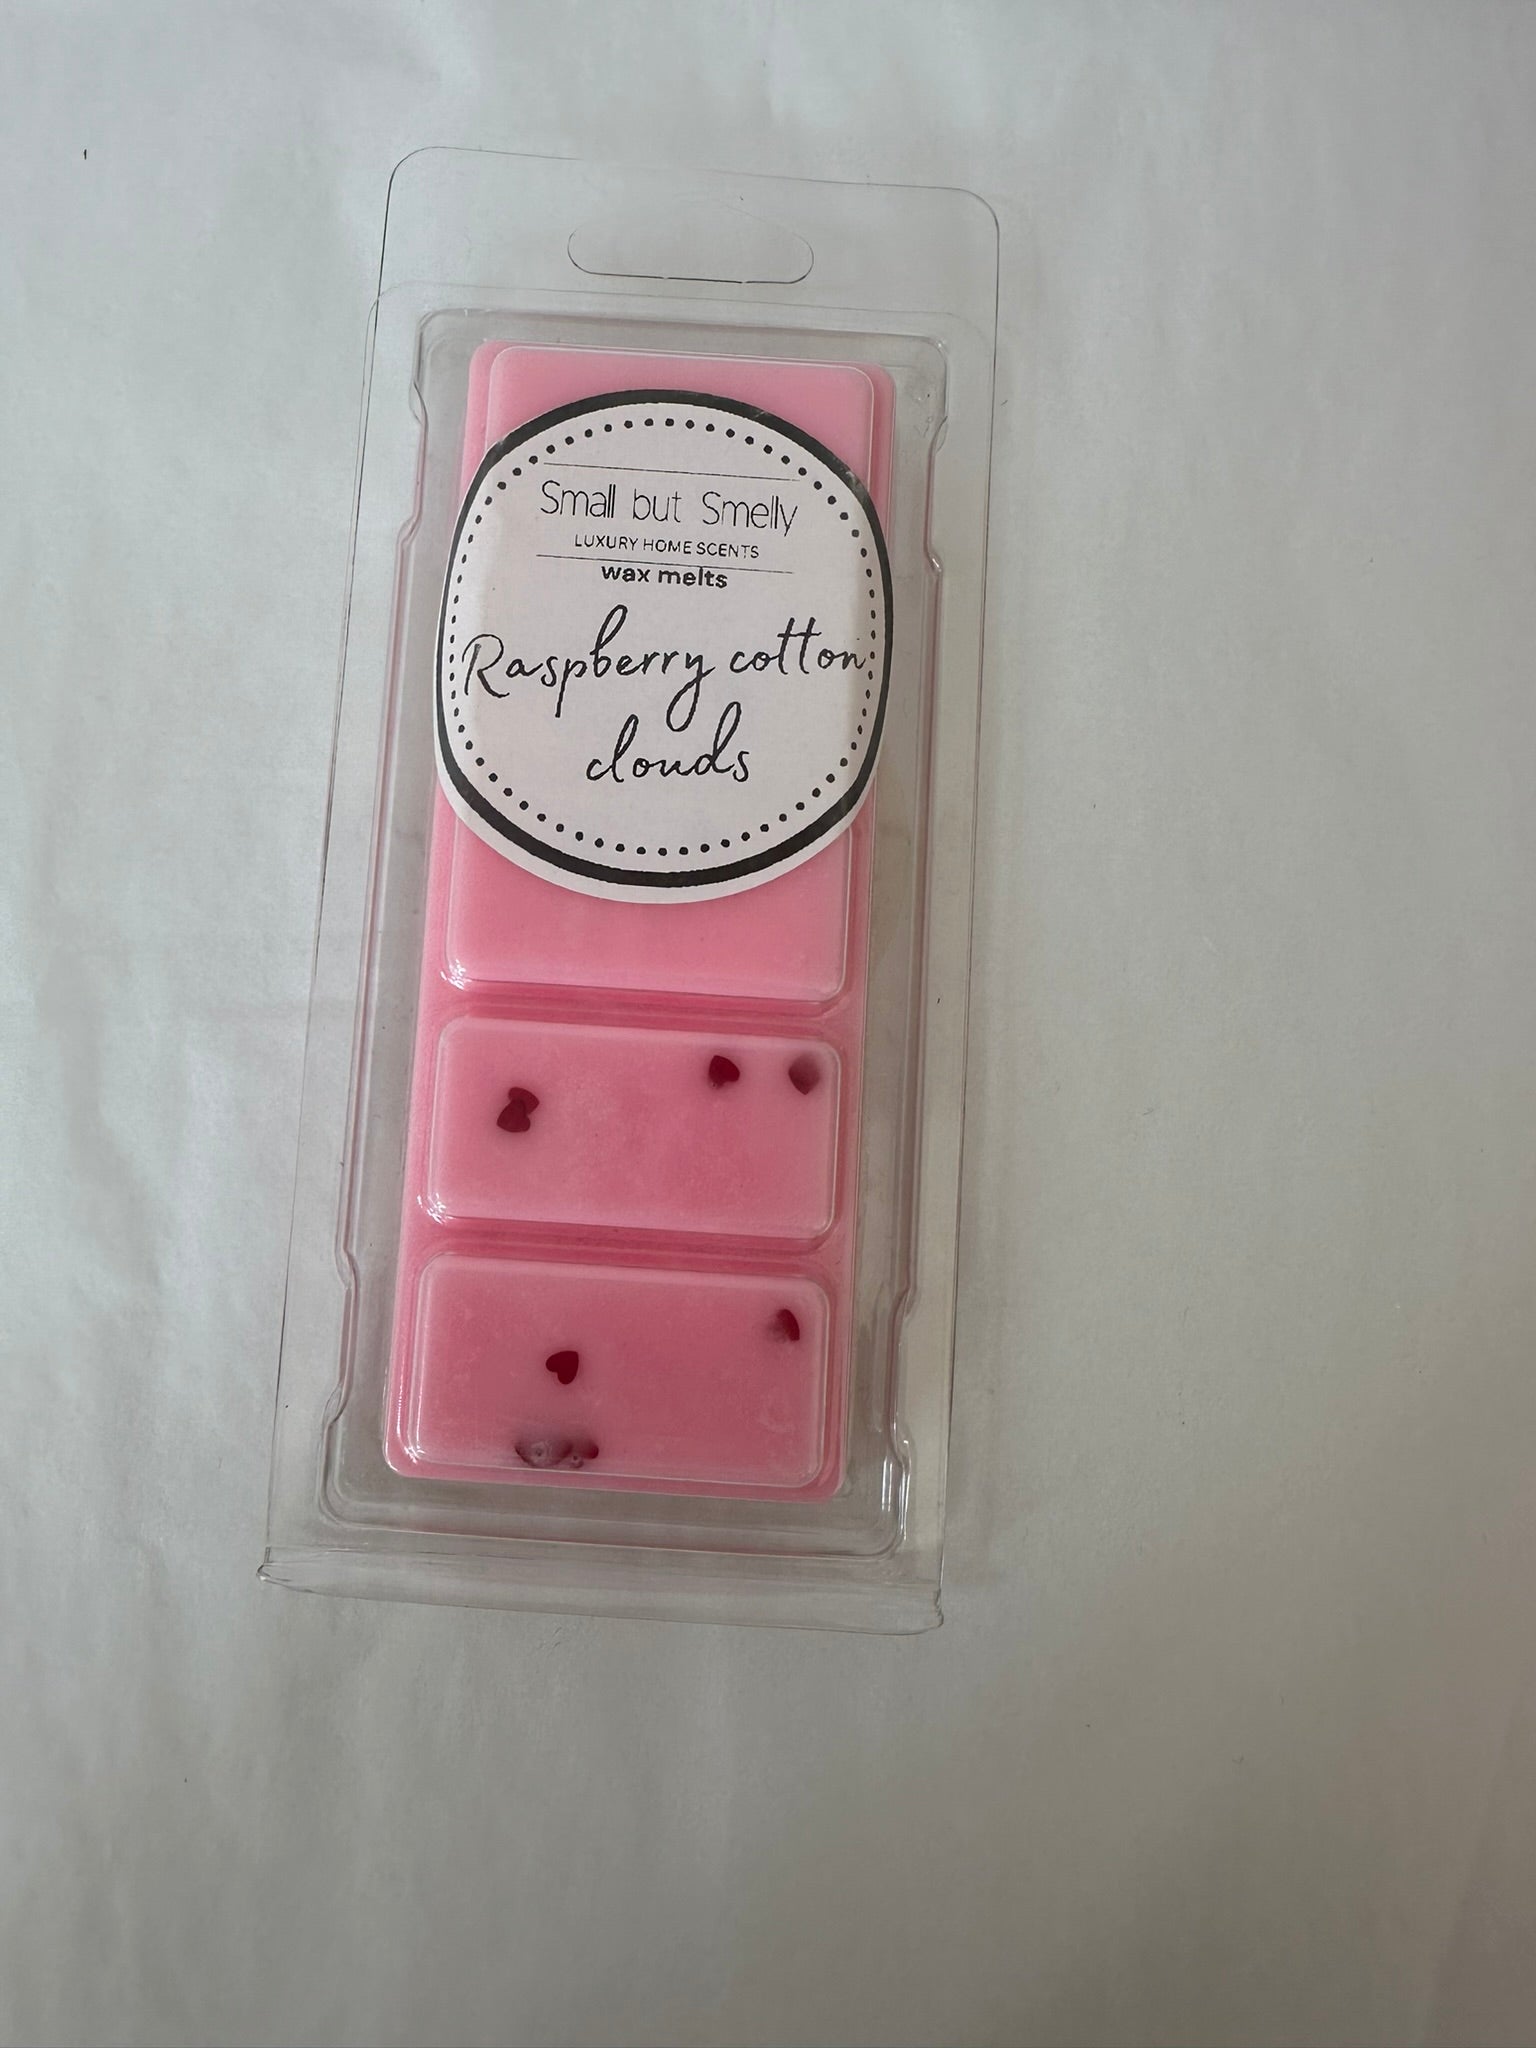 Small but Smelly
LUXURY HOME SCENTS
wax melts
Raspberry cotton
clouds